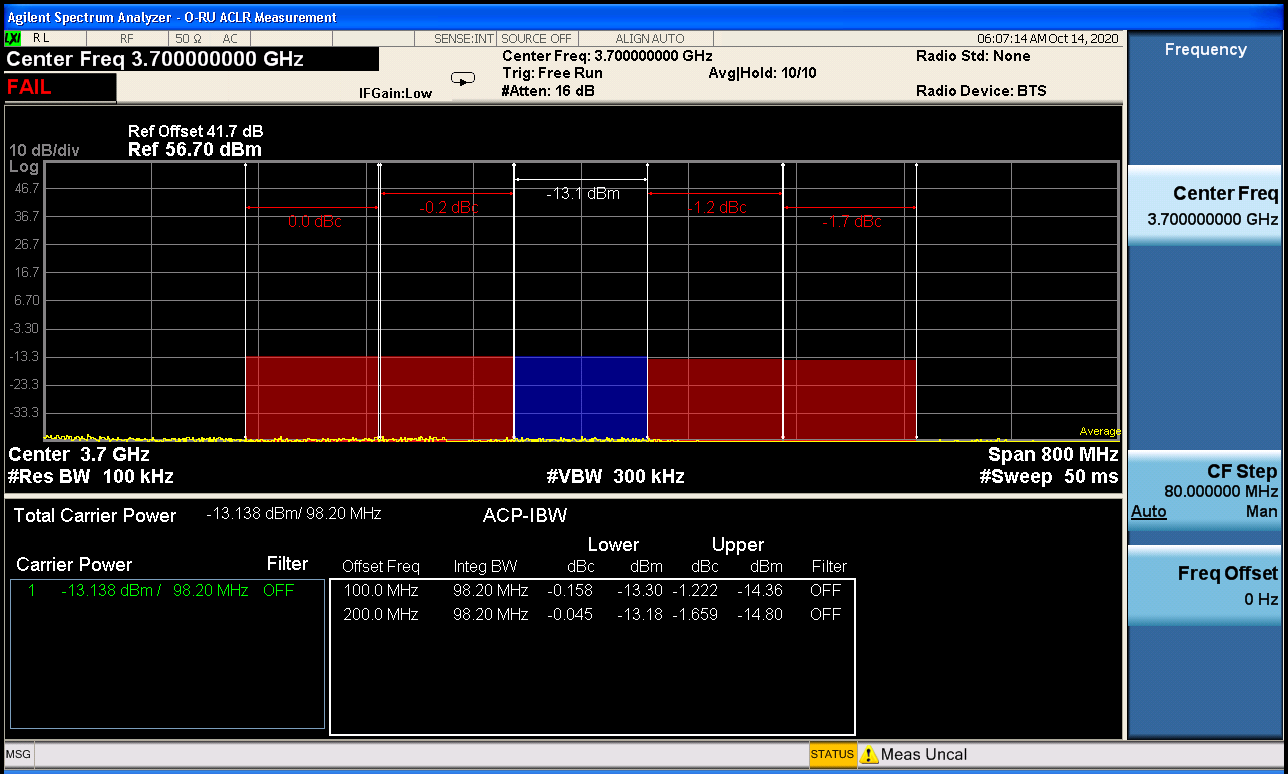 Agilent Spectrum Analyzer - O-RU ACLR Measurement
LXI R L RF 50 Ω AC SENSE:INT SOURCE OFF ALIGN AUTO 06:07:14 AM Oct 14, 2020
Center Freq 3.700000000 GHz
Center Freq: 3.700000000 GHz
Radio Std: None
Trig: Free Run
Avg|Hold: 10/10
FAIL
IFGain:Low
#Atten: 16 dB
Radio Device: BTS
Ref Offset 41.7 dB
10 dB/div
Ref 56.70 dBm
Log
46.7
36.7
26.7
16.7
6.70
-3.30
-13.3
-23.3
-33.3
0.0 dBc
-0.2 dBc
-13.1 dBm
-1.2 dBc
-1.7 dBc
Average
Center 3.7 GHz
Span 800 MHz
#Res BW 100 kHz
#VBW 300 kHz
#Sweep 50 ms
Total Carrier Power -13.138 dBm/ 98.20 MHz
ACP-IBW
Lower Upper
Carrier Power Filter
Offset Freq Integ BW dBc dBm dBc dBm Filter
1 -13.138 dBm / 98.20 MHz OFF
100.0 MHz 98.20 MHz -0.158 -13.30 -1.222 -14.36 OFF
200.0 MHz 98.20 MHz -0.045 -13.18 -1.659 -14.80 OFF
Frequency
Center Freq
3.700000000 GHz
CF Step
80.000000 MHz
Auto Man
Freq Offset
0 Hz
MSG
STATUS
Meas Uncal